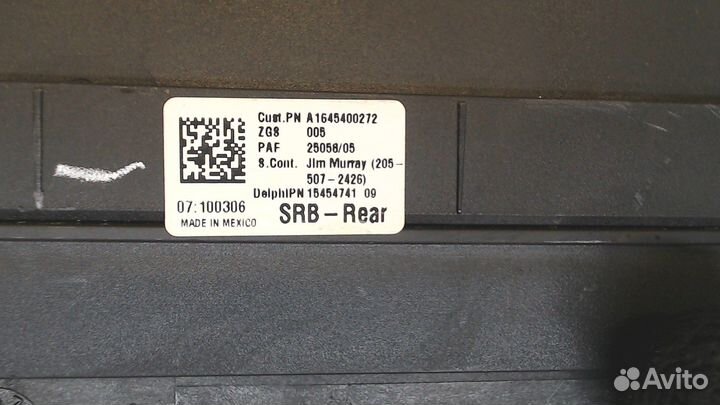 Cust.PN A1645400272
ZGS 005
PAF 25058/05
S.Cont. Jim Murray (205-
507-2426)
DelphiPN 15454741 09
07:100306 SRB-Rear
MADE IN MEXICO
Avito